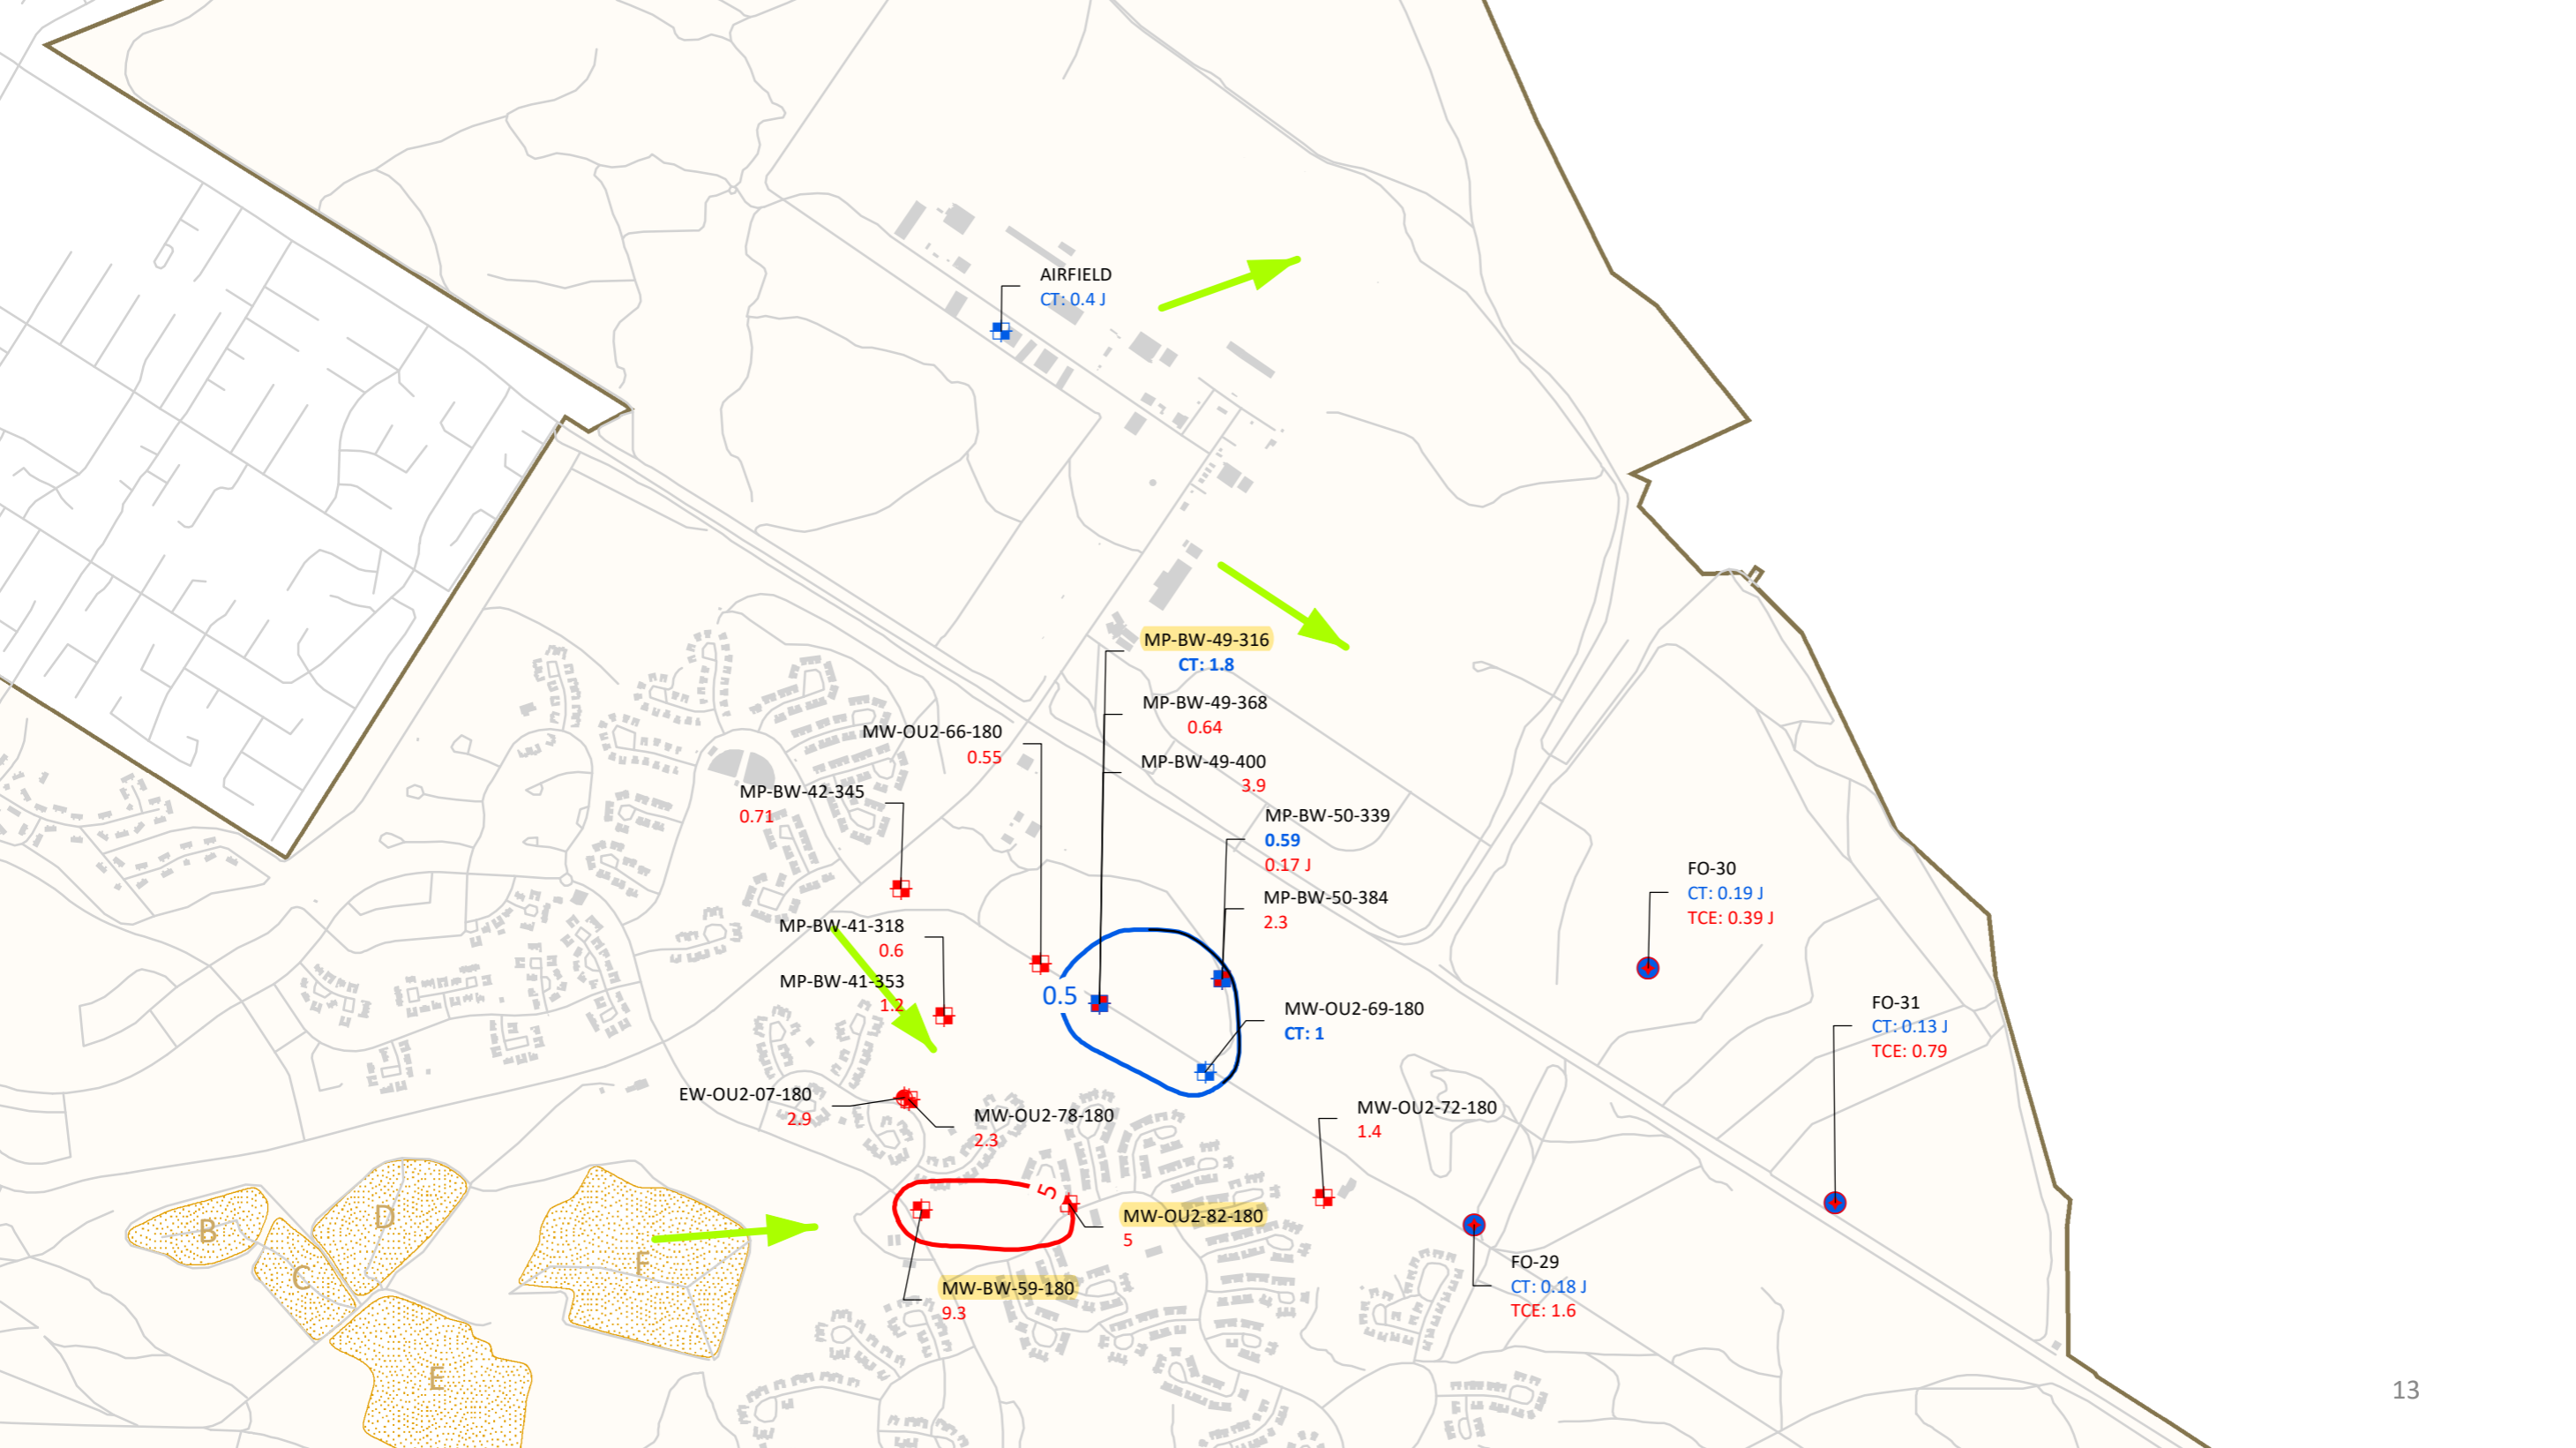 AIRFIELD
CT: 0.4 J
MP-BW-49-316
CT: 1.8
MP-BW-49-368
0.64
MW-OU2-66-180
0.55
MP-BW-49-400
3.9
MP-BW-42-345
0.71
MP-BW-50-339
0.59
0.17 J
MP-BW-50-384
2.3
FO-30
CT: 0.19 J
TCE: 0.39 J
MP-BW-41-318
0.6
MP-BW-41-353
1.2
0.5
MW-OU2-69-180
CT: 1
FO-31
CT: 0.13 J
TCE: 0.79
EW-OU2-07-180
2.9
MW-OU2-78-180
2.3
MW-OU2-72-180
1.4
5
MW-OU2-82-180
5
B
D
C
F
E
MW-BW-59-180
9.3
FO-29
CT: 0.18 J
TCE: 1.6
13